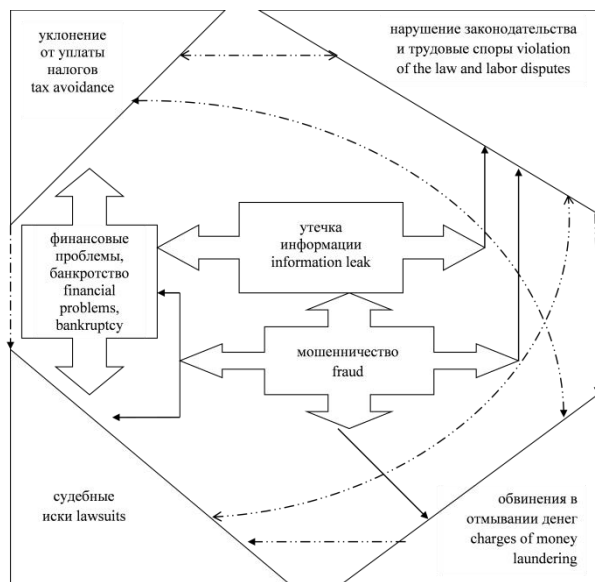 уклонение
от уплаты
налогов
tax avoidance
нарушение законодательства
и трудовые споры violation
of the law and labor disputes
финансовые
проблемы,
банкротство
financial
problems,
bankruptcy
утечка
информации
information leak
мошенничество
fraud
судебные
иски lawsuits
обвинения в
отмывании денег
charges of money
laundering